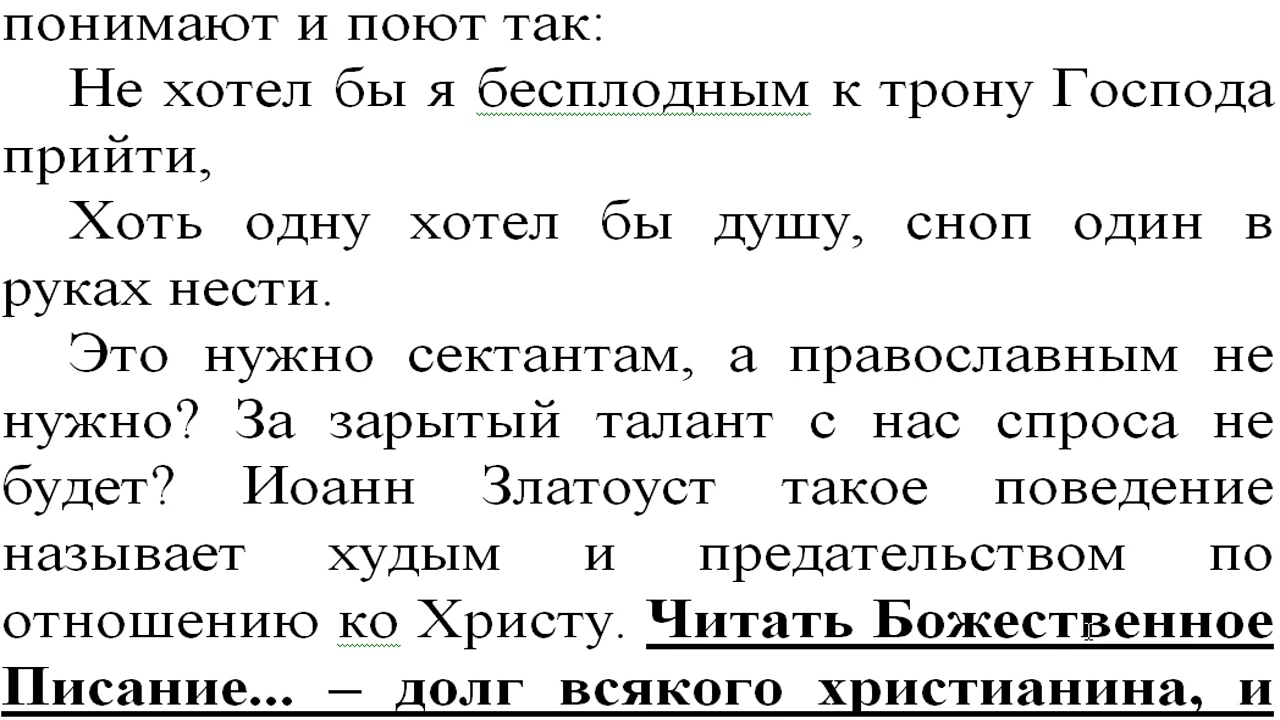 понимают и поют так:
Не хотел бы я бесплодным к трону Господа
прийти,
Хоть одну хотел бы душу, сноп один в
руках нести.
Это нужно сектантам, а православным не
нужно? За зарытый талант с нас спроса не
будет? Иоанн Златоуст такое поведение
называет худым и предательством по
отношению ко Христу. Читать Божественное
Писание... – долг всякого христианина, и